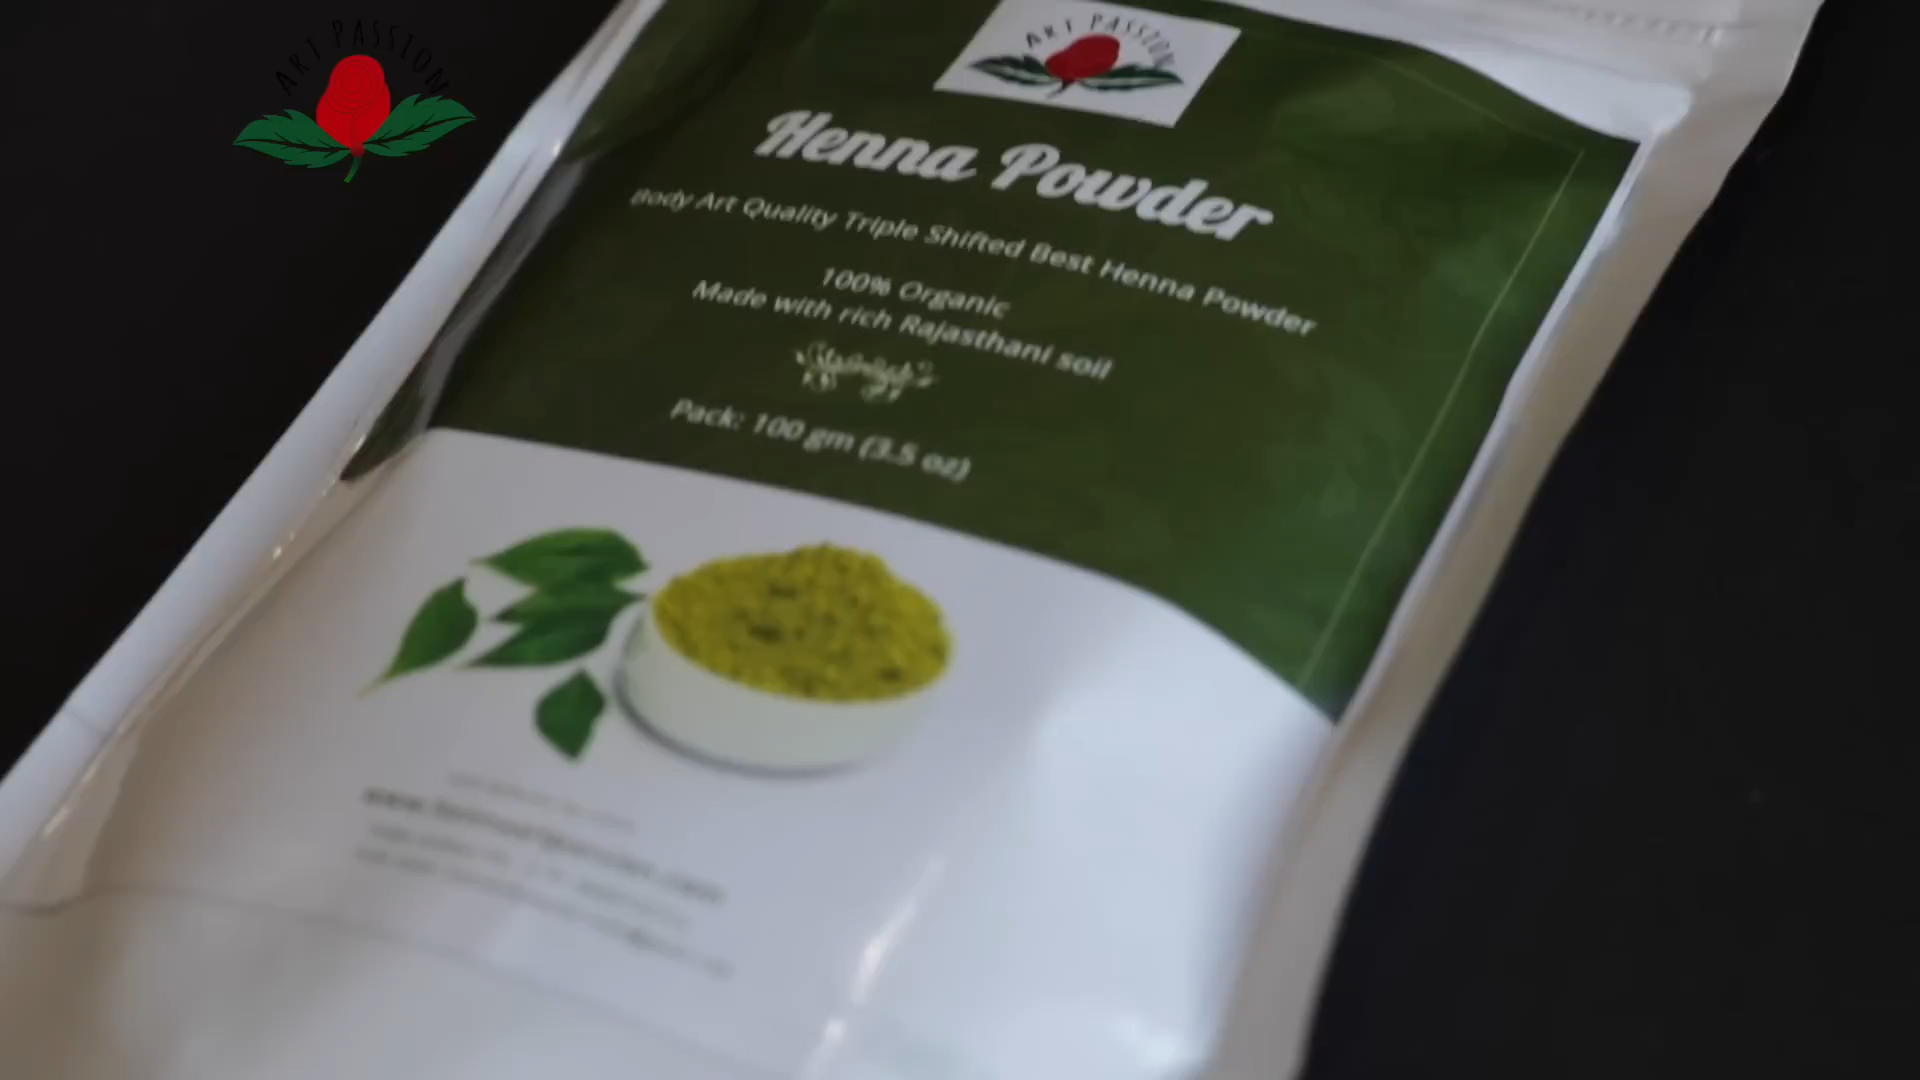 ART PASSION
ART PASSION
Henna Powder
Body Art Quality Triple Shifted Best Henna Powder
100% Organic
Made with rich Rajasthani soil
Pack: 100 gm (3.5 oz)